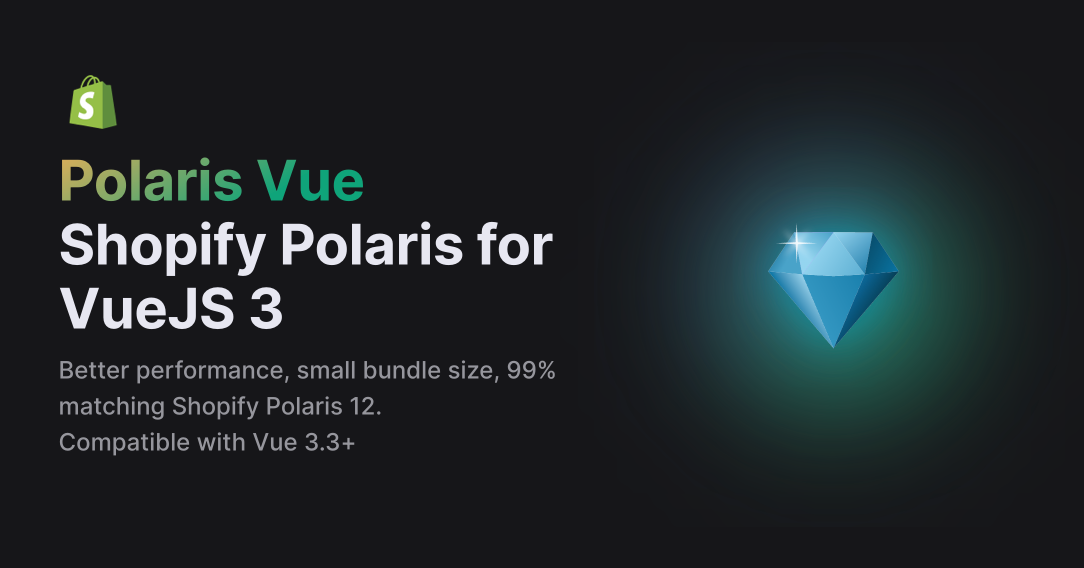 S
Polaris Vue
Shopify Polaris for
VueJS 3
Better performance, small bundle size, 99%
matching Shopify Polaris 12.
Compatible with Vue 3.3+